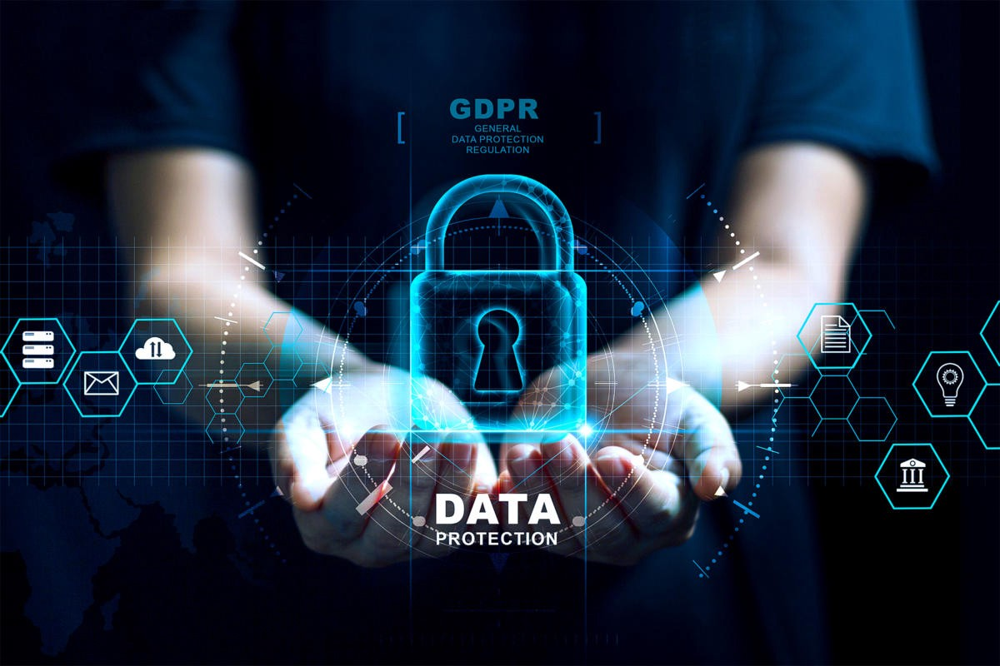 GDPR
GENERAL
DATA PROTECTION
REGULATION
DATA
PROTECTION